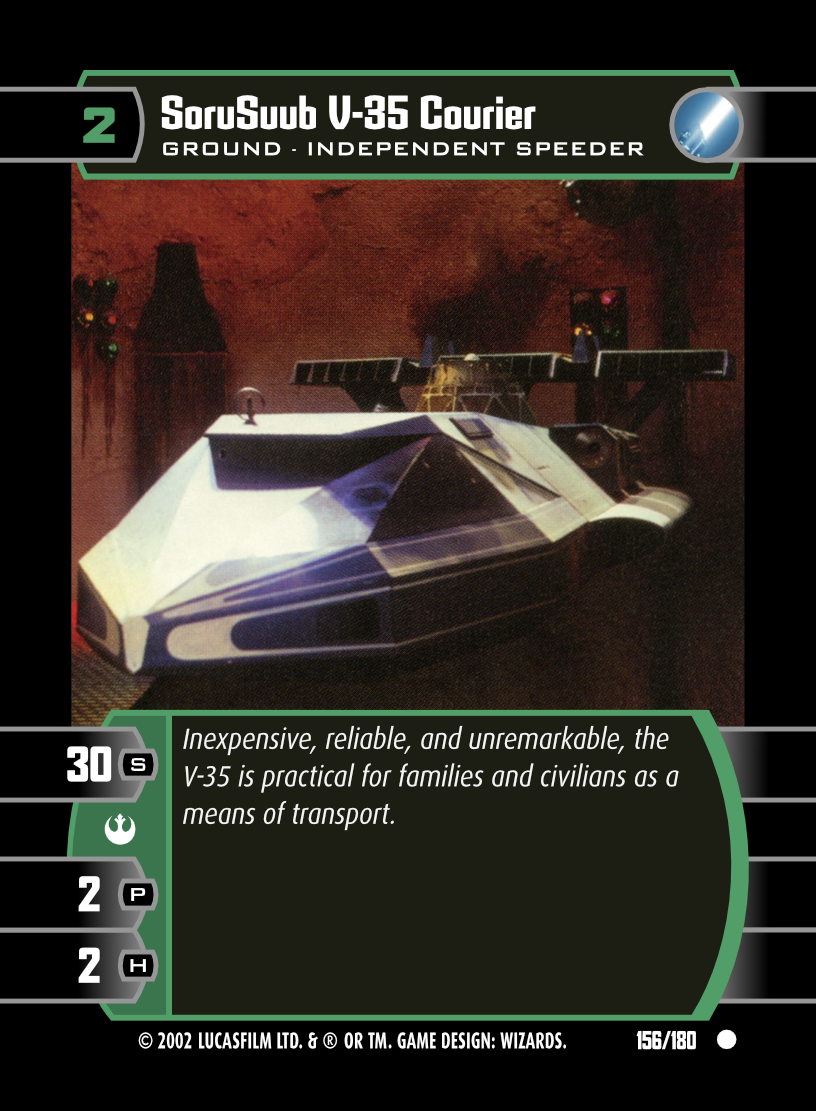 2
SoruSuub V-35 Courier
GROUND · INDEPENDENT SPEEDER
30 S
2 P
2 H
Inexpensive, reliable, and unremarkable, the
V-35 is practical for families and civilians as a
means of transport.
© 2002 LUCASFILM LTD. & ® OR TM. GAME DESIGN: WIZARDS.
156/180